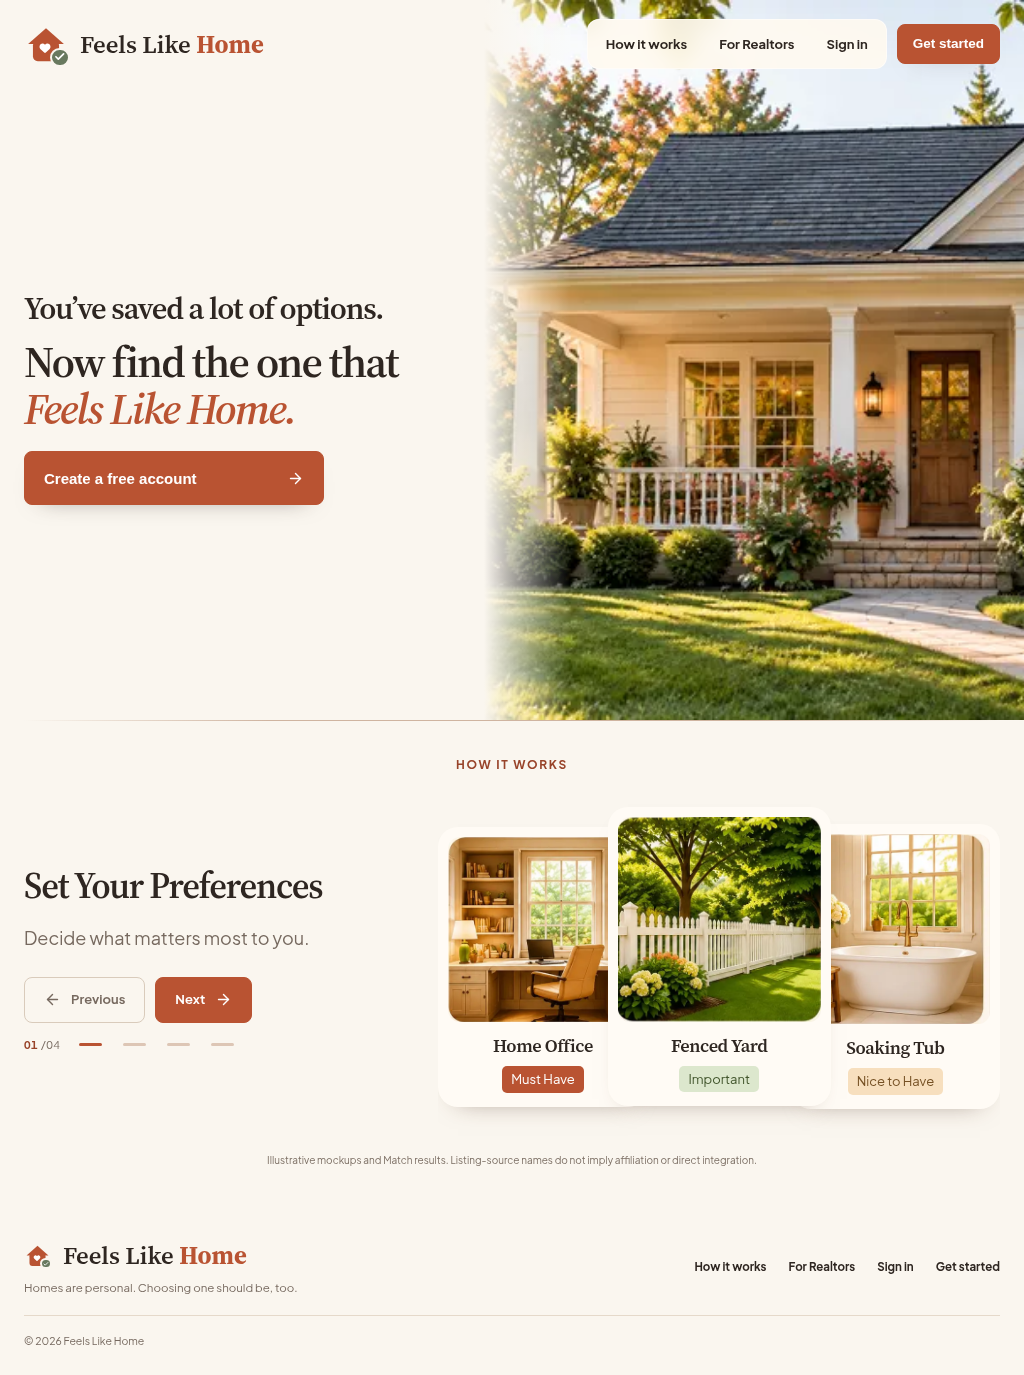 Feels Like Home
How it works
For Realtors
Sign in
Get started
You’ve saved a lot of options.
Now find the one that
Feels Like Home.
Create a free account
HOW IT WORKS
Set Your Preferences
Decide what matters most to you.
Previous
Next
01 /04
Home Office
Must Have
Fenced Yard
Important
Soaking Tub
Nice to Have
Illustrative mockups and Match results. Listing-source names do not imply affiliation or direct integration.
Feels Like Home
Homes are personal. Choosing one should be, too.
How it works
For Realtors
Sign in
Get started
© 2026 Feels Like Home